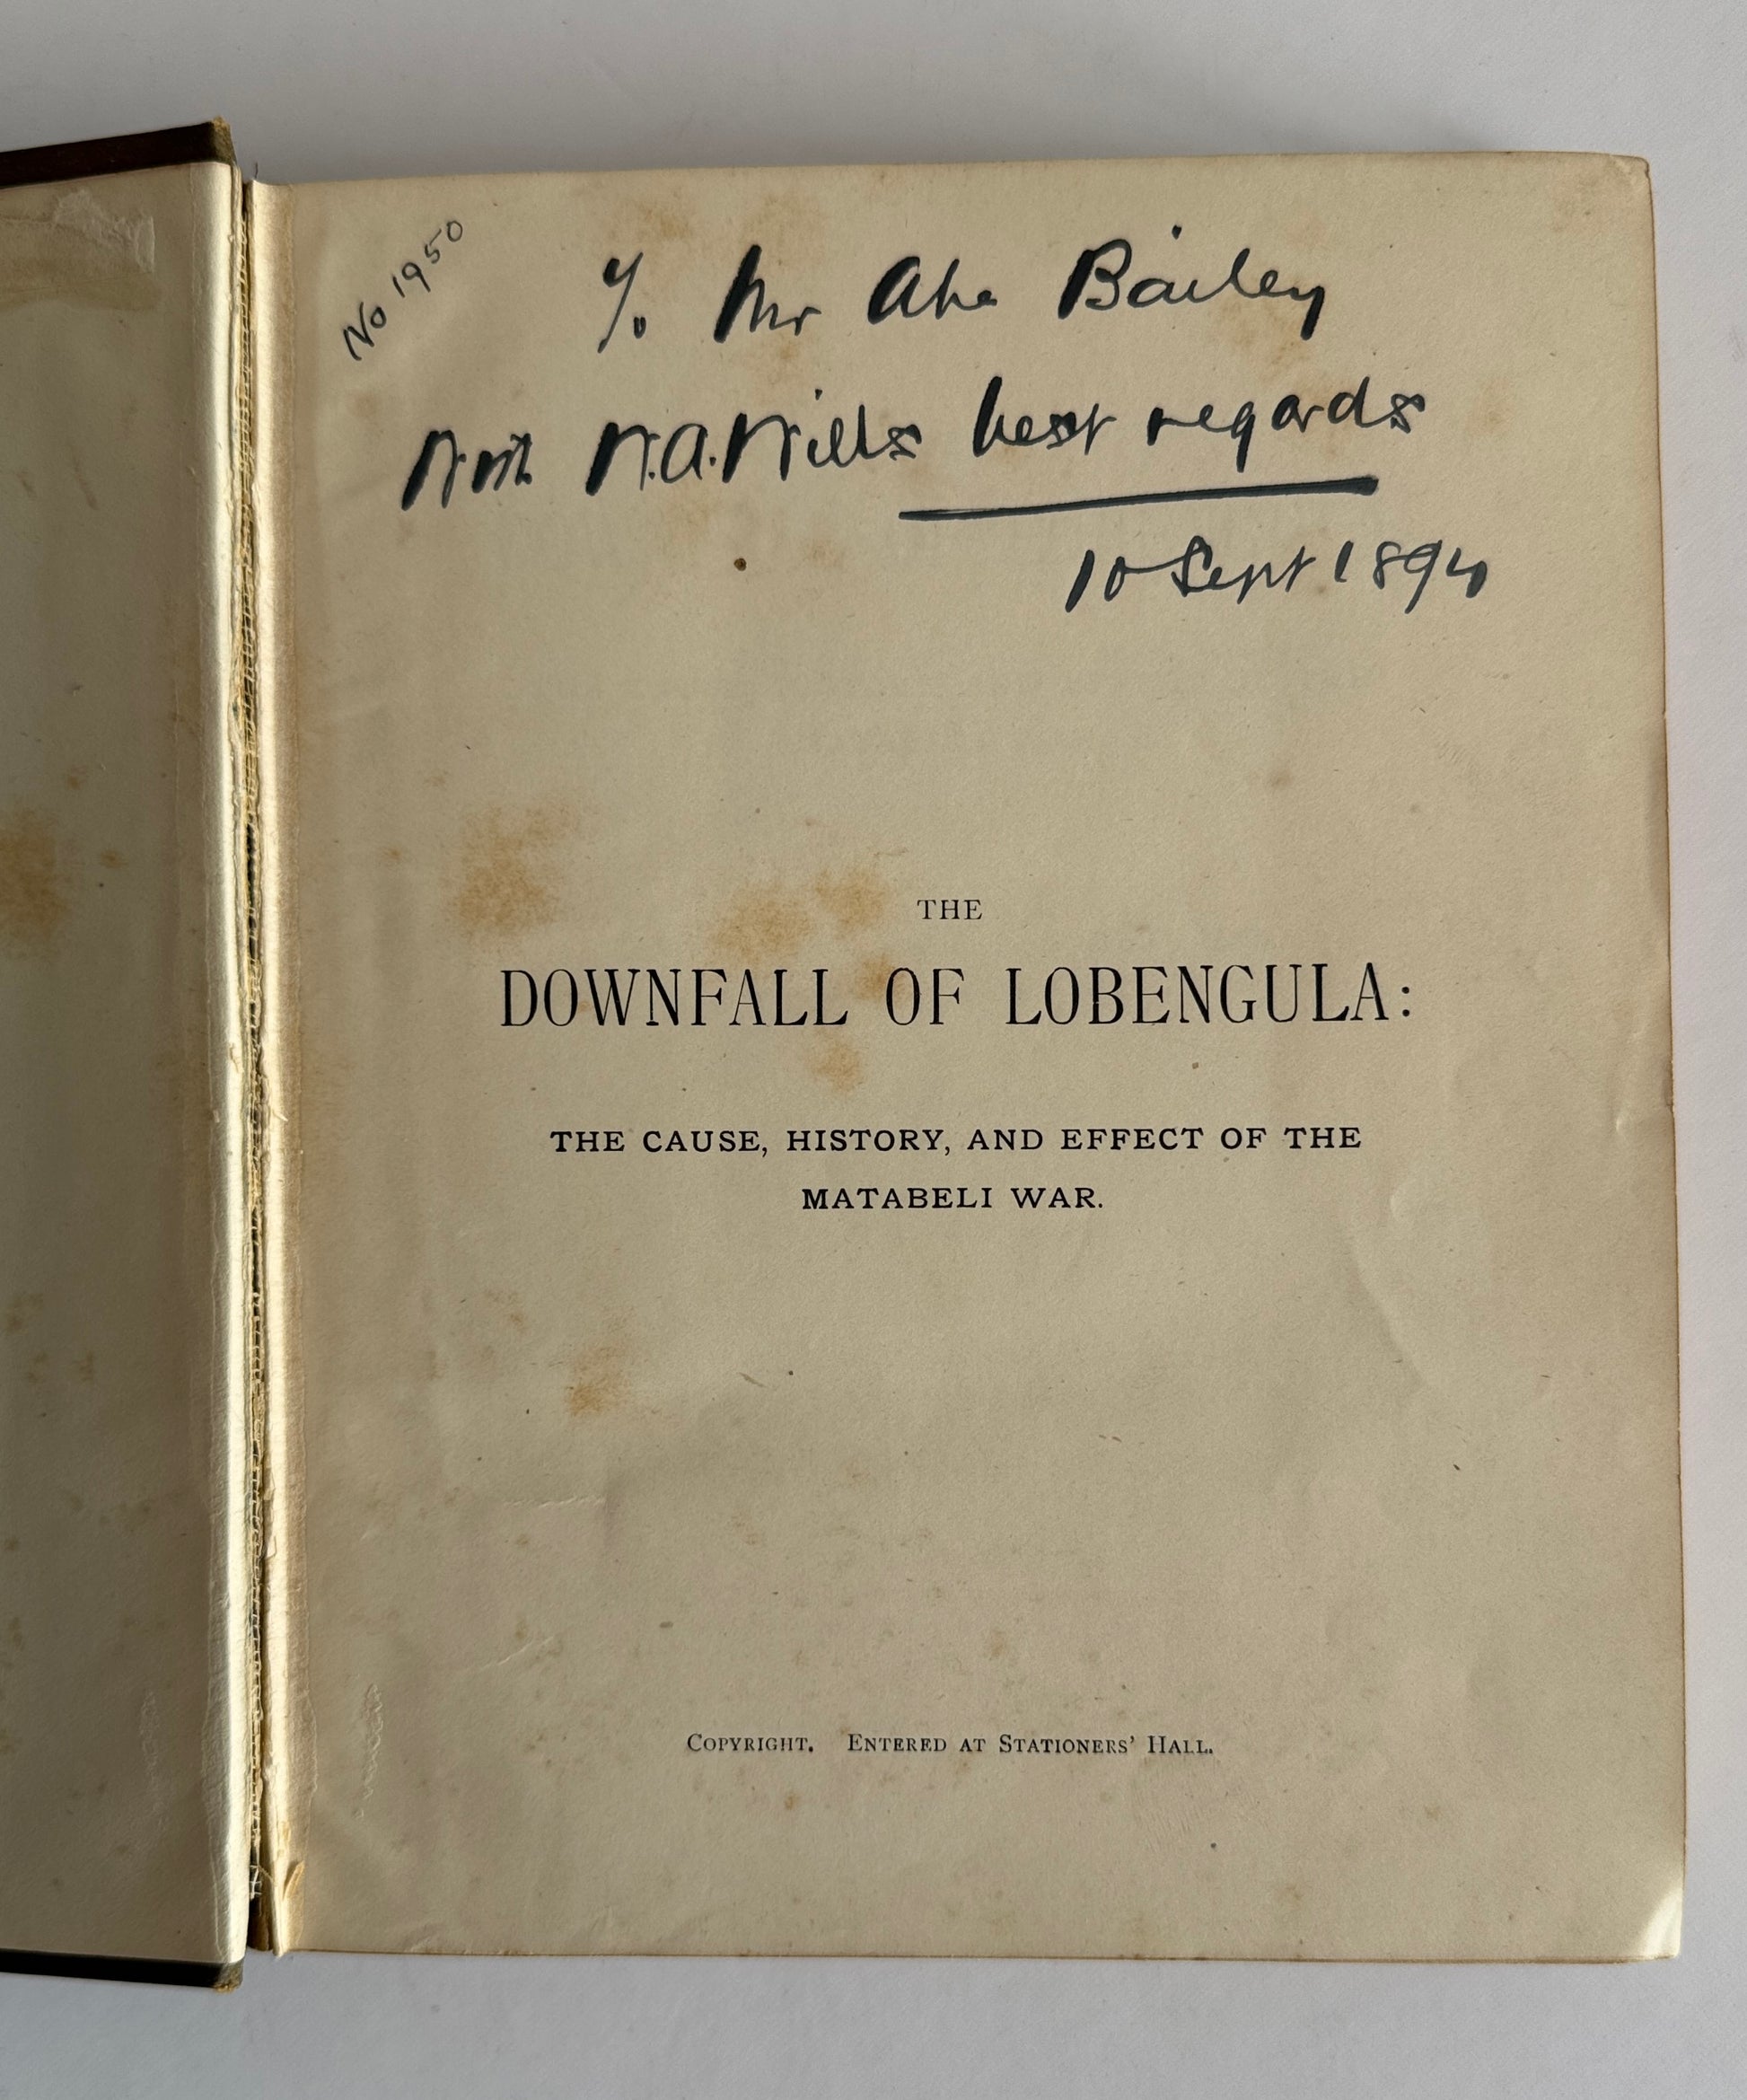 No 1950
To Mr Abe Bailey
With W.A. Wills best regards
10 Sept 1894
THE
DOWNFALL OF LOBENGULA:
THE CAUSE, HISTORY, AND EFFECT OF THE
MATABELI WAR.
COPYRIGHT. ENTERED AT STATIONERS' HALL.